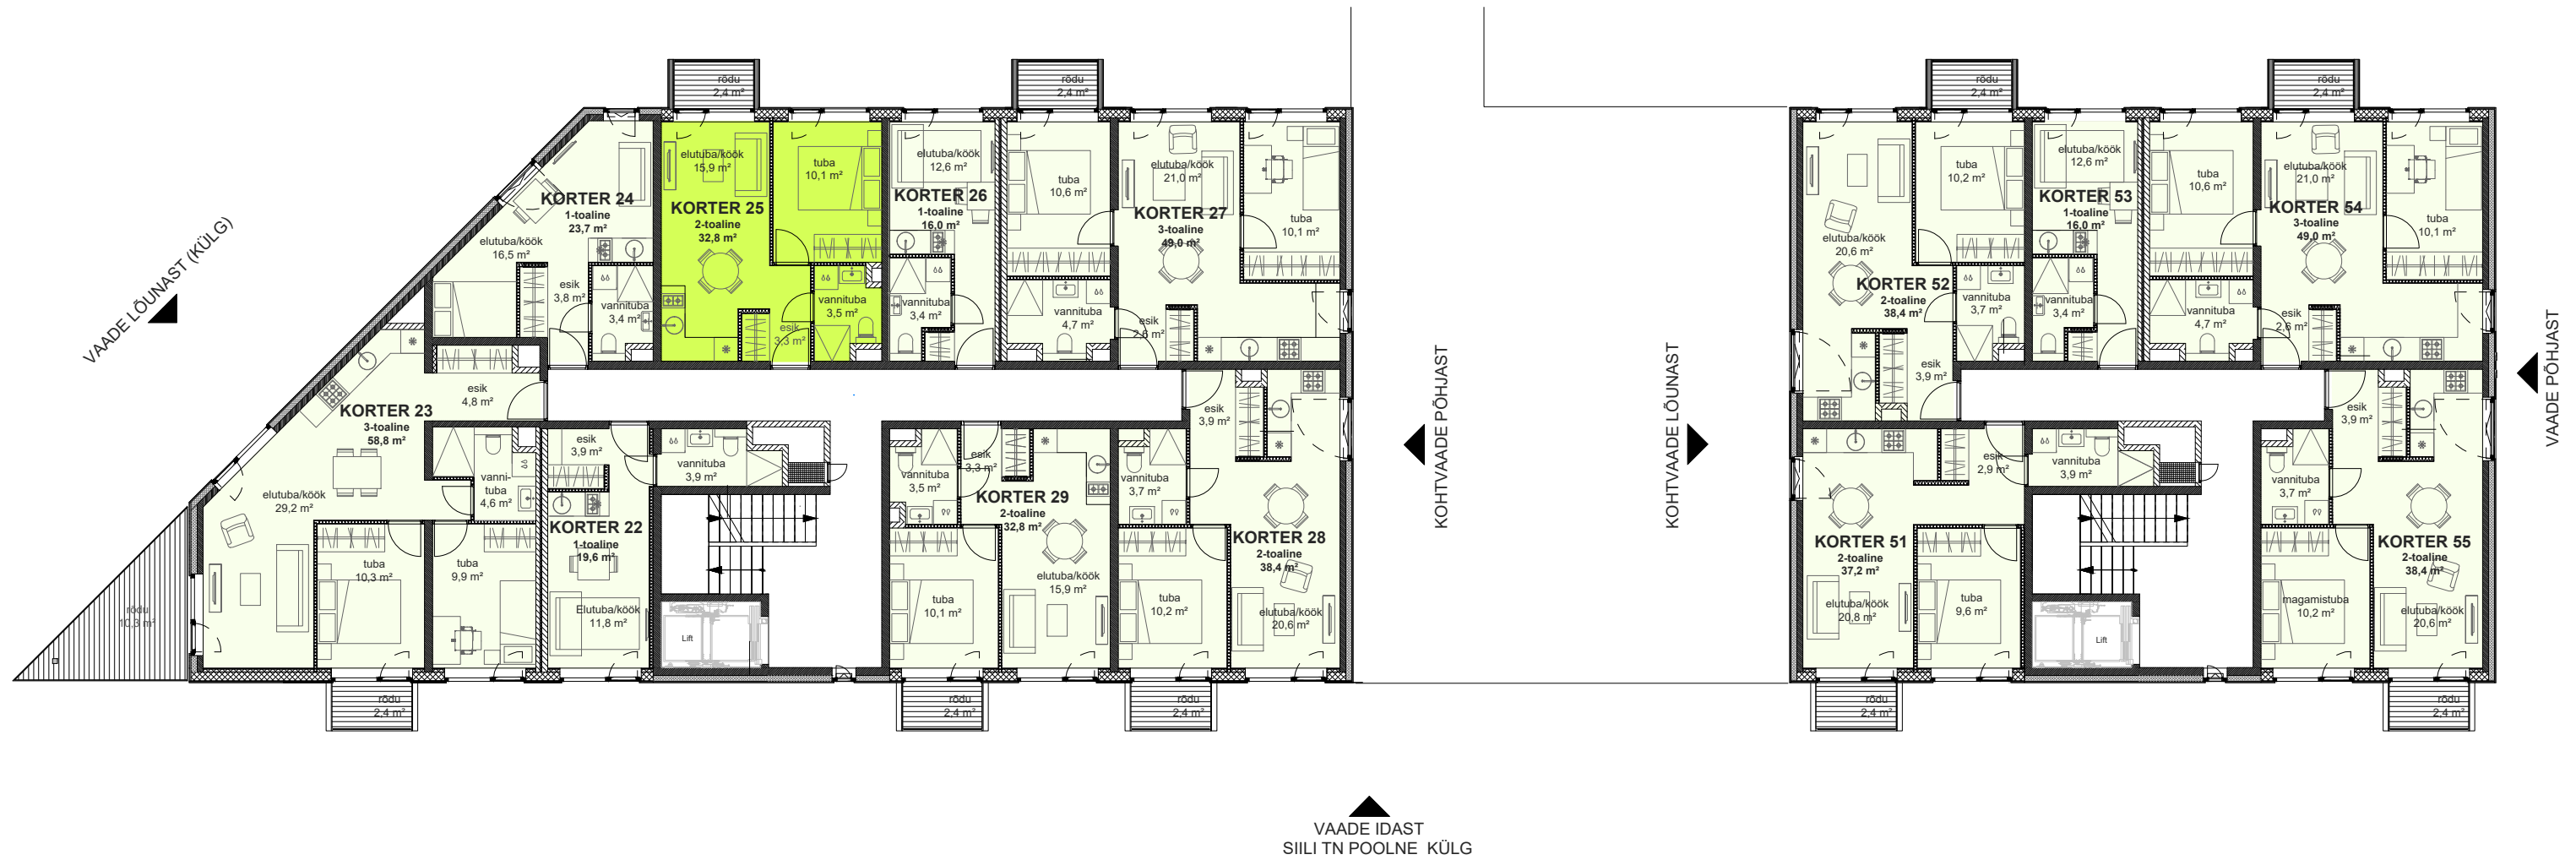 VAADE LÕUNAST (KÜLG)
rõdu
10,3 m²
KORTER 23
3-toaline
58,8 m²
esik
4,8 m²
elutuba/köök
29,2 m²
vanni-
tuba
4,6 m²
tuba
10,3 m²
tuba
9,9 m²
rõdu
2,4 m²
KORTER 24
1-toaline
23,7 m²
elutuba/köök
16,5 m²
esik
3,8 m²
vannituba
3,4 m²
rõdu
2,4 m²
elutuba/köök
15,9 m²
tuba
10,1 m²
KORTER 25
2-toaline
32,8 m²
vannituba
3,5 m²
esik
3,3 m²
elutuba/köök
12,6 m²
KORTER 26
1-toaline
16,0 m²
vannituba
3,4 m²
rõdu
2,4 m²
tuba
10,6 m²
elutuba/köök
21,0 m²
KORTER 27
3-toaline
49,0 m²
tuba
10,1 m²
vannituba
4,7 m²
esik
2,6 m²
esik
3,9 m²
KORTER 22
1-toaline
19,6 m²
Elutuba/köök
11,8 m²
vannituba
3,9 m²
Lift
vannituba
3,5 m²
esik
3,3 m²
KORTER 29
2-toaline
32,8 m²
elutuba/köök
15,9 m²
tuba
10,1 m²
rõdu
2,4 m²
esik
3,9 m²
vannituba
3,7 m²
KORTER 28
2-toaline
38,4 m²
tuba
10,2 m²
elutuba/köök
20,6 m²
rõdu
2,4 m²
KOHTVAADE PÕHJAST
KOHTVAADE LÕUNAST
rõdu
2,4 m²
tuba
10,2 m²
elutuba/köök
20,6 m²
KORTER 52
2-toaline
38,4 m²
vannituba
3,7 m²
esik
3,9 m²
elutuba/köök
12,6 m²
KORTER 53
1-toaline
16,0 m²
vannituba
3,4 m²
rõdu
2,4 m²
tuba
10,6 m²
elutuba/köök
21,0 m²
KORTER 54
3-toaline
49,0 m²
tuba
10,1 m²
vannituba
4,7 m²
esik
2,6 m²
esik
2,9 m²
KORTER 51
2-toaline
37,2 m²
elutuba/köök
20,8 m²
tuba
9,6 m²
rõdu
2,4 m²
vannituba
3,9 m²
Lift
esik
3,9 m²
vannituba
3,7 m²
KORTER 55
2-toaline
38,4 m²
magamistuba
10,2 m²
elutuba/köök
20,6 m²
rõdu
2,4 m²
VAADE PÕHJAST
VAADE IDAST
SIILI TN POOLNE KÜLG